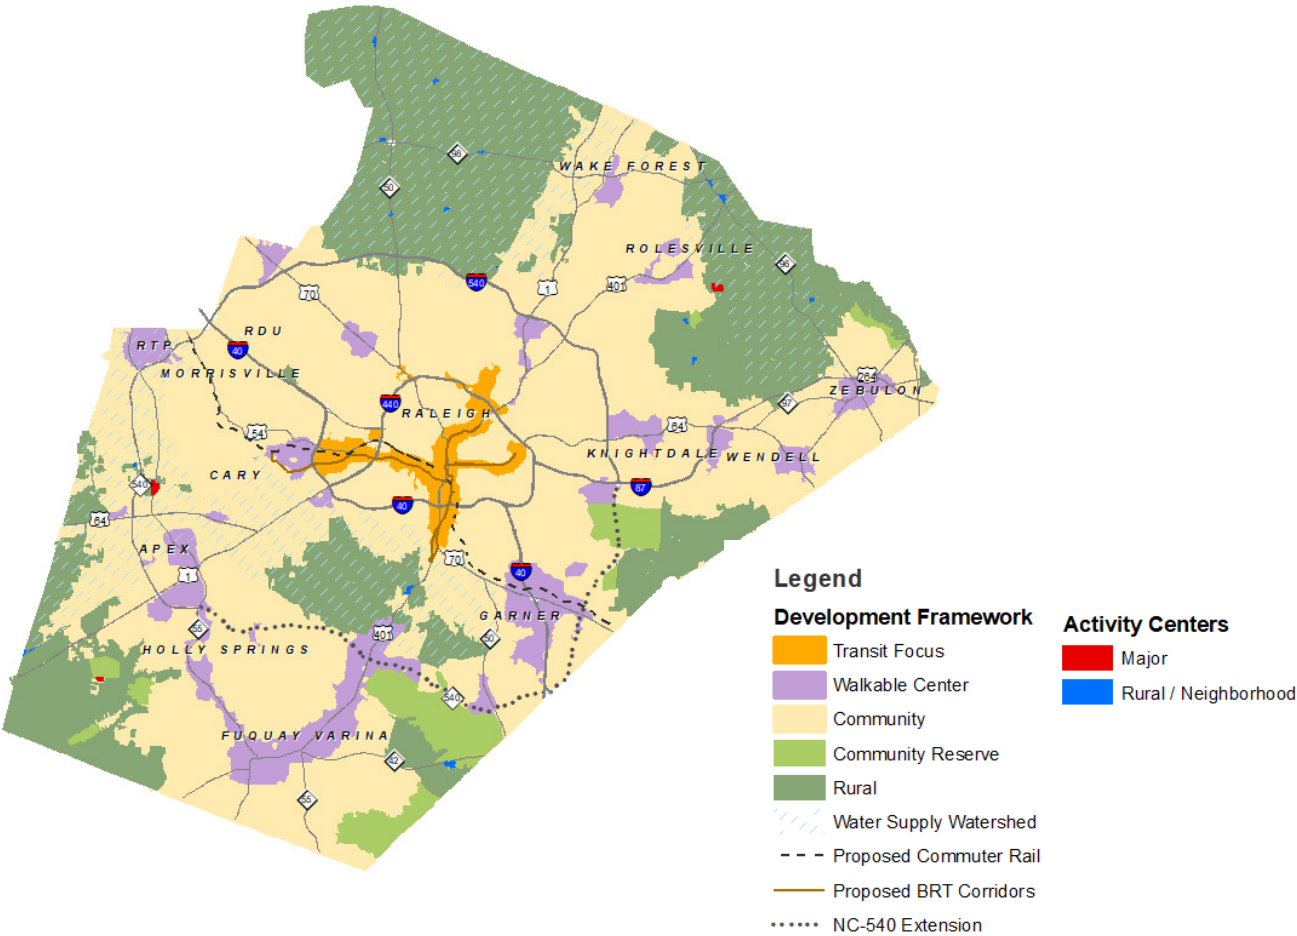 98
50
WAKE FOREST
ROLESVILLE
96
540
1
401
70
RDU
40
RTP
MORRISVILLE
264
ZEBULON
97
440
RALEIGH
64
54
KNIGHTDALE
WENDELL
CARY
540
87
40
64
APEX
70
1
40
GARNER
55
401
50
HOLLY SPRINGS
540
FUQUAY VARINA
42
55
Legend
Development Framework
Transit Focus
Walkable Center
Community
Community Reserve
Rural
Water Supply Watershed
Proposed Commuter Rail
Proposed BRT Corridors
NC-540 Extension
Activity Centers
Major
Rural / Neighborhood